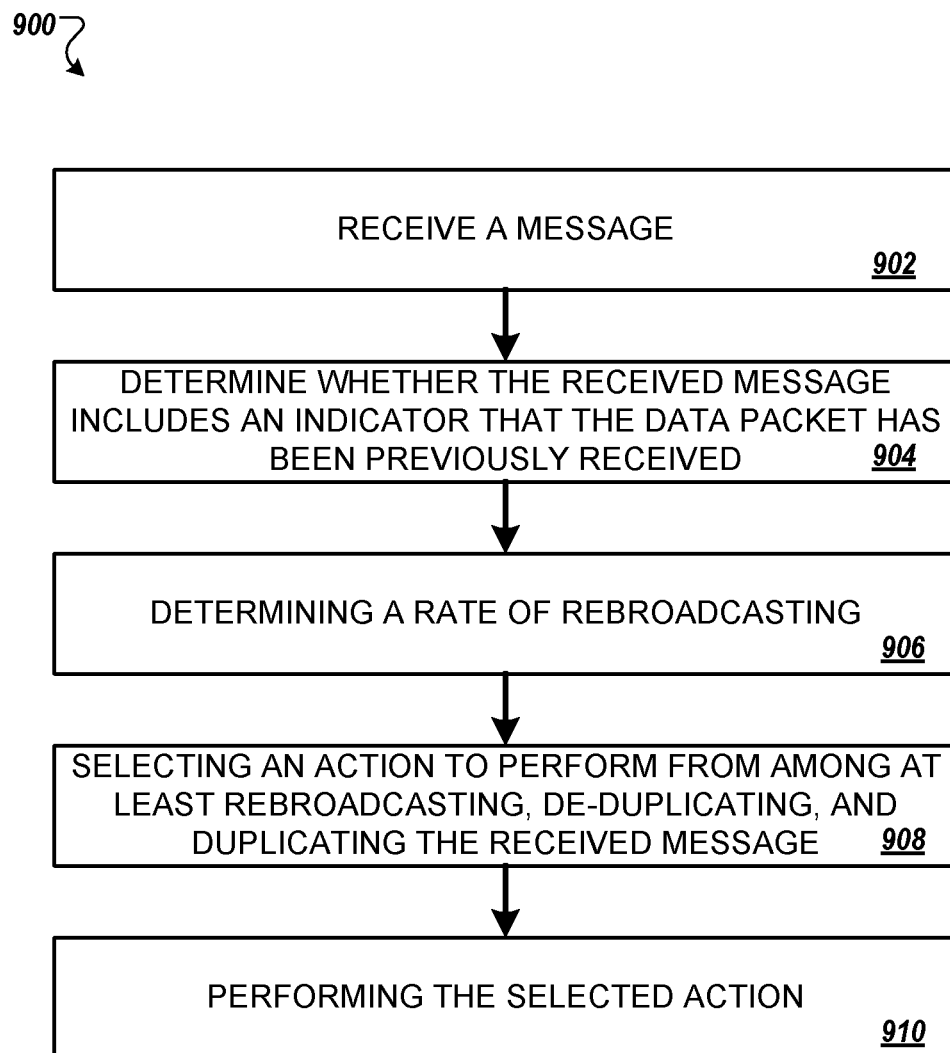 900
RECEIVE A MESSAGE
902
DETERMINE WHETHER THE RECEIVED MESSAGE
INCLUDES AN INDICATOR THAT THE DATA PACKET HAS
BEEN PREVIOUSLY RECEIVED 904
DETERMINING A RATE OF REBROADCASTING
906
SELECTING AN ACTION TO PERFORM FROM AMONG AT
LEAST REBROADCASTING, DE-DUPLICATING, AND
DUPLICATING THE RECEIVED MESSAGE 908
PERFORMING THE SELECTED ACTION
910